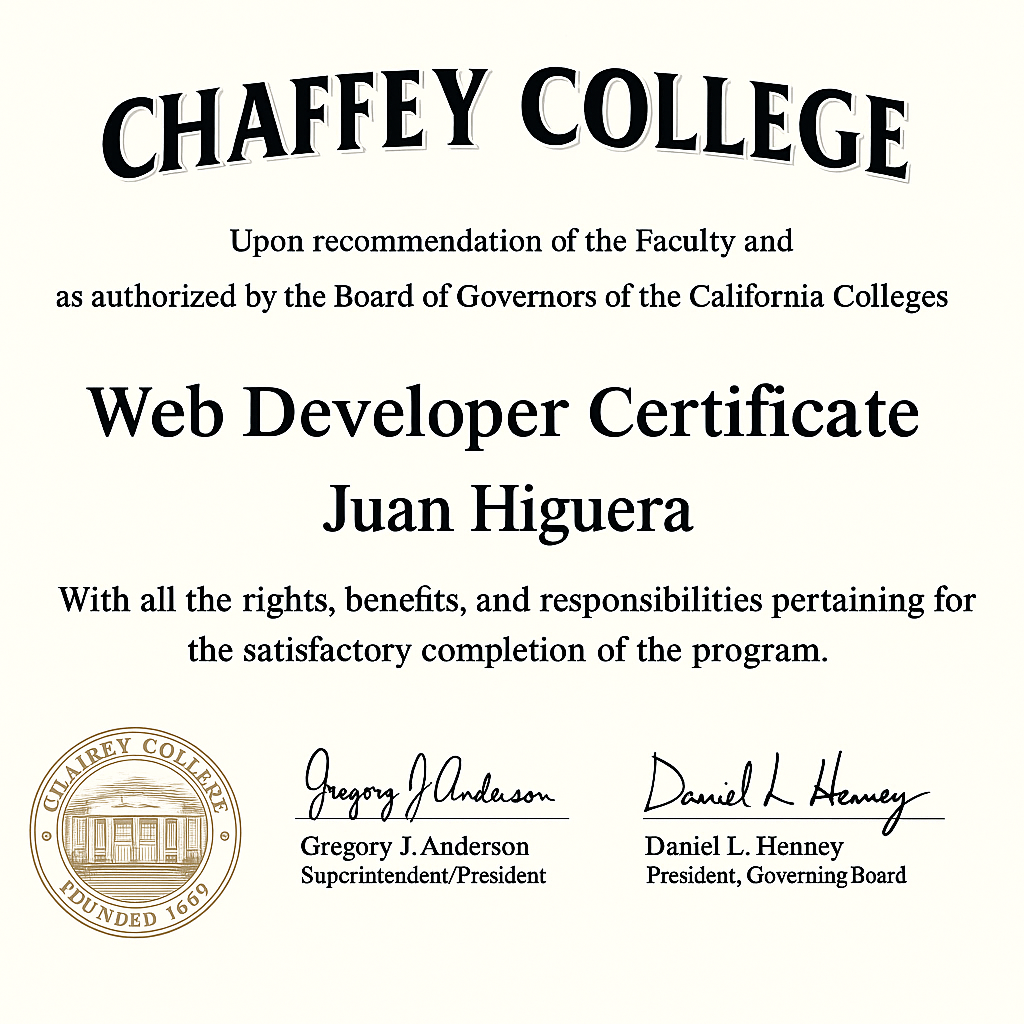 CHAFFEY COLLEGE
Upon recommendation of the Faculty and
as authorized by the Board of Governors of the California Colleges
Web Developer Certificate
Juan Higuera
With all the rights, benefits, and responsibilities pertaining for
the satisfactory completion of the program.
CILAIREY COLLERE
PDUNDED 1669
Gregory J Anderson
Daniel L Henney
Gregory J. Anderson
Daniel L. Henney
Supcrintendent/President
President, Governing Board